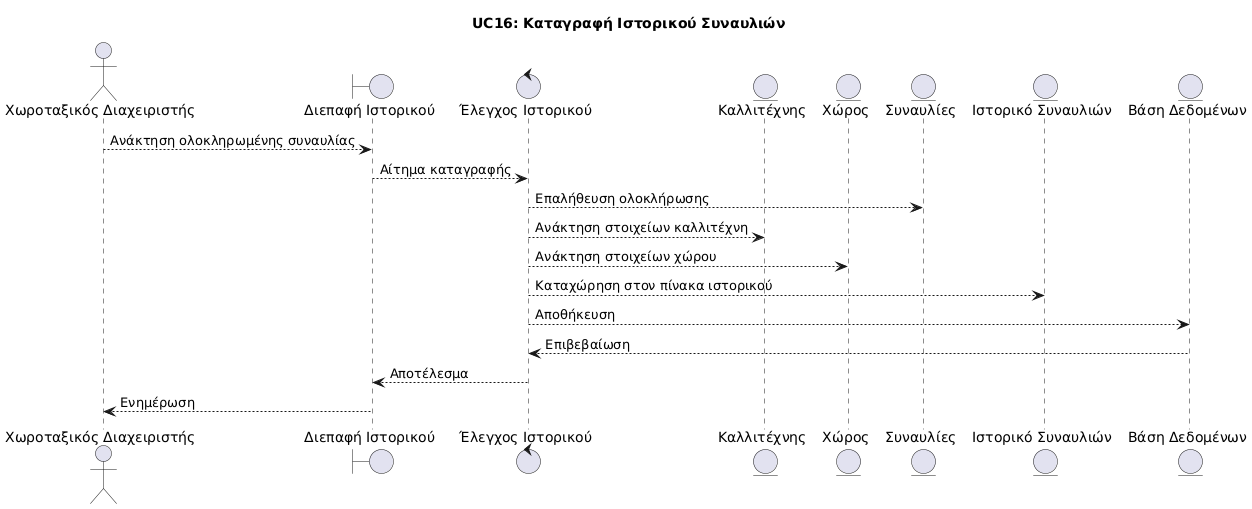 UC16: Καταγραφή Ιστορικού Συναυλιών
Χωροταξικός Διαχειριστής
Διεπαφή Ιστορικού
Έλεγχος Ιστορικού
Καλλιτέχνης
Χώρος
Συναυλίες
Ιστορικό Συναυλιών
Βάση Δεδομένων
Ανάκτηση ολοκληρωμένης συναυλίας
Αίτημα καταγραφής
Επαλήθευση ολοκλήρωσης
Ανάκτηση στοιχείων καλλιτέχνη
Ανάκτηση στοιχείων χώρου
Καταχώρηση στον πίνακα ιστορικού
Αποθήκευση
Επιβεβαίωση
Αποτέλεσμα
Ενημέρωση
Χωροταξικός Διαχειριστής
Διεπαφή Ιστορικού
Έλεγχος Ιστορικού
Καλλιτέχνης
Χώρος
Συναυλίες
Ιστορικό Συναυλιών
Βάση Δεδομένων